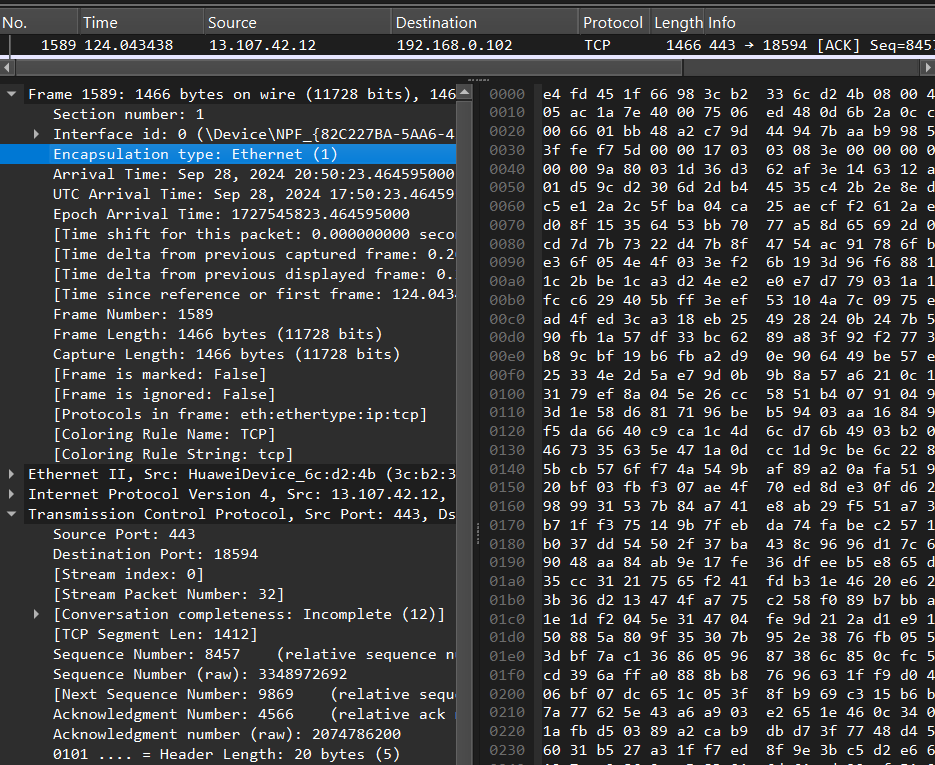 No. Time Source Destination Protocol Length Info
1589 124.043438 13.107.42.12 192.168.0.102 TCP 1466 443 → 18594 [ACK] Seq=8457
Frame 1589: 1466 bytes on wire (11728 bits), 146
Section number: 1
Interface id: 0 (\Device\NPF_{82C227BA-5AA6-4
Encapsulation type: Ethernet (1)
Arrival Time: Sep 28, 2024 20:50:23.464595000
UTC Arrival Time: Sep 28, 2024 17:50:23.46459
Epoch Arrival Time: 1727545823.464595000
[Time shift for this packet: 0.000000000 seco
[Time delta from previous captured frame: 0.20
[Time delta from previous displayed frame: 0.
[Time since reference or first frame: 124.043
Frame Number: 1589
Frame Length: 1466 bytes (11728 bits)
Capture Length: 1466 bytes (11728 bits)
[Frame is marked: False]
[Frame is ignored: False]
[Protocols in frame: eth:ethertype:ip:tcp]
[Coloring Rule Name: TCP]
[Coloring Rule String: tcp]
Ethernet II, Src: HuaweiDevice_6c:d2:4b (3c:b2:3
Internet Protocol Version 4, Src: 13.107.42.12,
Transmission Control Protocol, Src Port: 443, Ds
Source Port: 443
Destination Port: 18594
[Stream index: 0]
[Stream Packet Number: 32]
[Conversation completeness: Incomplete (12)]
[TCP Segment Len: 1412]
Sequence Number: 8457 (relative sequence n
Sequence Number (raw): 3348972692
[Next Sequence Number: 9869 (relative sequ
Acknowledgment Number: 4566 (relative ack
Acknowledgment number (raw): 2074786200
0101 .... = Header Length: 20 bytes (5)
0000 e4 fd 45 1f 66 98 3c b2 33 6c d2 4b 08 00 4
0010 05 ac 1a 7e 40 00 75 06 ed 48 0d 6b 2a 0c c
0020 00 66 01 bb 48 a2 c7 9d 44 94 7b aa b9 98 5
0030 3f fe f7 5d 00 00 17 03 03 08 3e 00 00 00 0
0040 00 00 9a 80 03 1d 36 d3 62 af 3e 14 63 12 a
0050 01 d5 9c d2 30 6d 2d b4 45 35 c4 2b 2e 8e d
0060 c5 e1 2a 2c 5f ba 04 ca 25 ae cf f2 61 2a e
0070 d0 8f 15 35 64 53 bb 70 77 a5 8d 65 69 2d 0
0080 cd 7d 7b 73 22 d4 7b 8f 47 54 ac 91 78 6f b
0090 e3 6f 05 4e 4f 03 3e f2 6b 19 3d 96 f6 88 1
00a0 1c 2b be 1c a3 d2 4e e2 e0 e7 d7 79 03 1a 1
00b0 fc c6 29 40 5b ff 3e ef 53 10 4a 7c 09 75 e
00c0 ad 4f ed 3c a3 18 eb 25 49 28 24 0b 24 7b 5
00d0 90 fb 1a 57 df 33 bc 62 89 a8 3f 92 f2 77 3
00e0 b8 9c bf 19 b6 fb a2 d9 0e 90 64 49 be 57 e
00f0 25 33 4e 2d 5a e7 9d 0b 9b 8a 57 a6 21 0c 1
0100 31 79 ef 8a 04 5e 26 cc 58 51 b4 07 91 04 9
0110 3d 1e 58 d6 81 71 96 be b5 94 03 aa 16 84 9
0120 f5 da 66 40 c9 ca 1c 4d 6c d7 6b 49 03 b2 0
0130 46 73 35 63 5e 47 1a 0d cc 1d 9c be 6c 22 8
0140 5b cb 57 6f f7 4a 54 9b af 89 a2 0a fa 51 9
0150 20 bf 03 fb f3 07 ae 4f 70 ed 8d e3 0f d6 2
0160 98 99 31 53 7b 84 a7 41 e8 ab 29 f5 51 a7 3
0170 b7 1f f3 75 14 9b 7f eb da 74 fa be c2 57 1
0180 b0 37 dd 54 50 2f 37 ba 43 8c 96 96 d1 7c 6
0190 90 48 aa 84 ab 9e 17 fe 36 df ee b5 e8 65 d
01a0 35 cc 31 21 75 65 f2 41 fd b3 1e 46 20 e6 2
01b0 3b 36 d2 13 47 4f a7 75 c2 58 f0 89 b7 bb a
01c0 1e 1d f2 04 5e 31 47 04 fe 9d 21 2a d1 e9 1
01d0 50 88 5a 80 9f 35 30 7b 95 2e 38 76 fb 05 5
01e0 3d bf 7a c1 36 86 05 96 87 38 6c 85 0c fc 5
01f0 cd 39 6a ff a0 88 8b b8 76 96 63 1f f9 d0 4
0200 06 bf 07 dc 65 1c 05 3f 8f b9 69 c3 15 b6 b
0210 7a 77 62 5e 43 a6 a9 03 e2 65 1e 46 0c 34 0
0220 1a fb d5 03 89 a2 ca b9 db d7 3f 77 48 d4 5
0230 60 31 b5 27 a3 1f f7 ed 8f 9e 3b c5 d2 e6 6